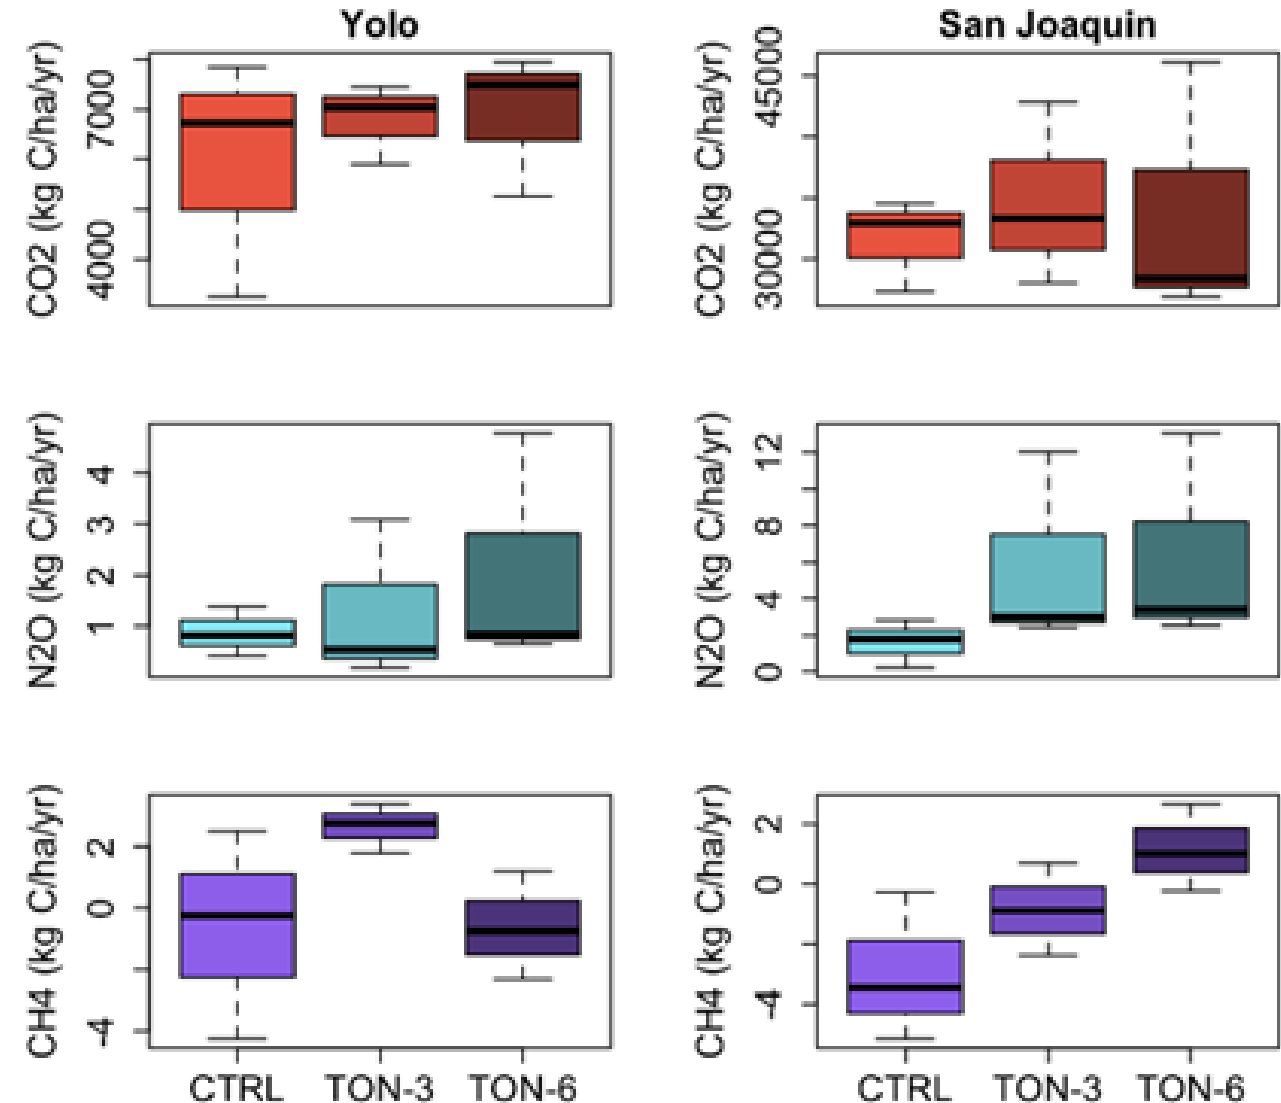 Yolo
San Joaquin
CO2 (kg C/ha/yr)
7000
4000
CO2 (kg C/ha/yr)
45000
30000
N2O (kg C/ha/yr)
4
3
2
1
N2O (kg C/ha/yr)
12
8
4
0
CH4 (kg C/ha/yr)
2
0
-4
CH4 (kg C/ha/yr)
2
0
-4
CTRL TON-3 TON-6
CTRL TON-3 TON-6